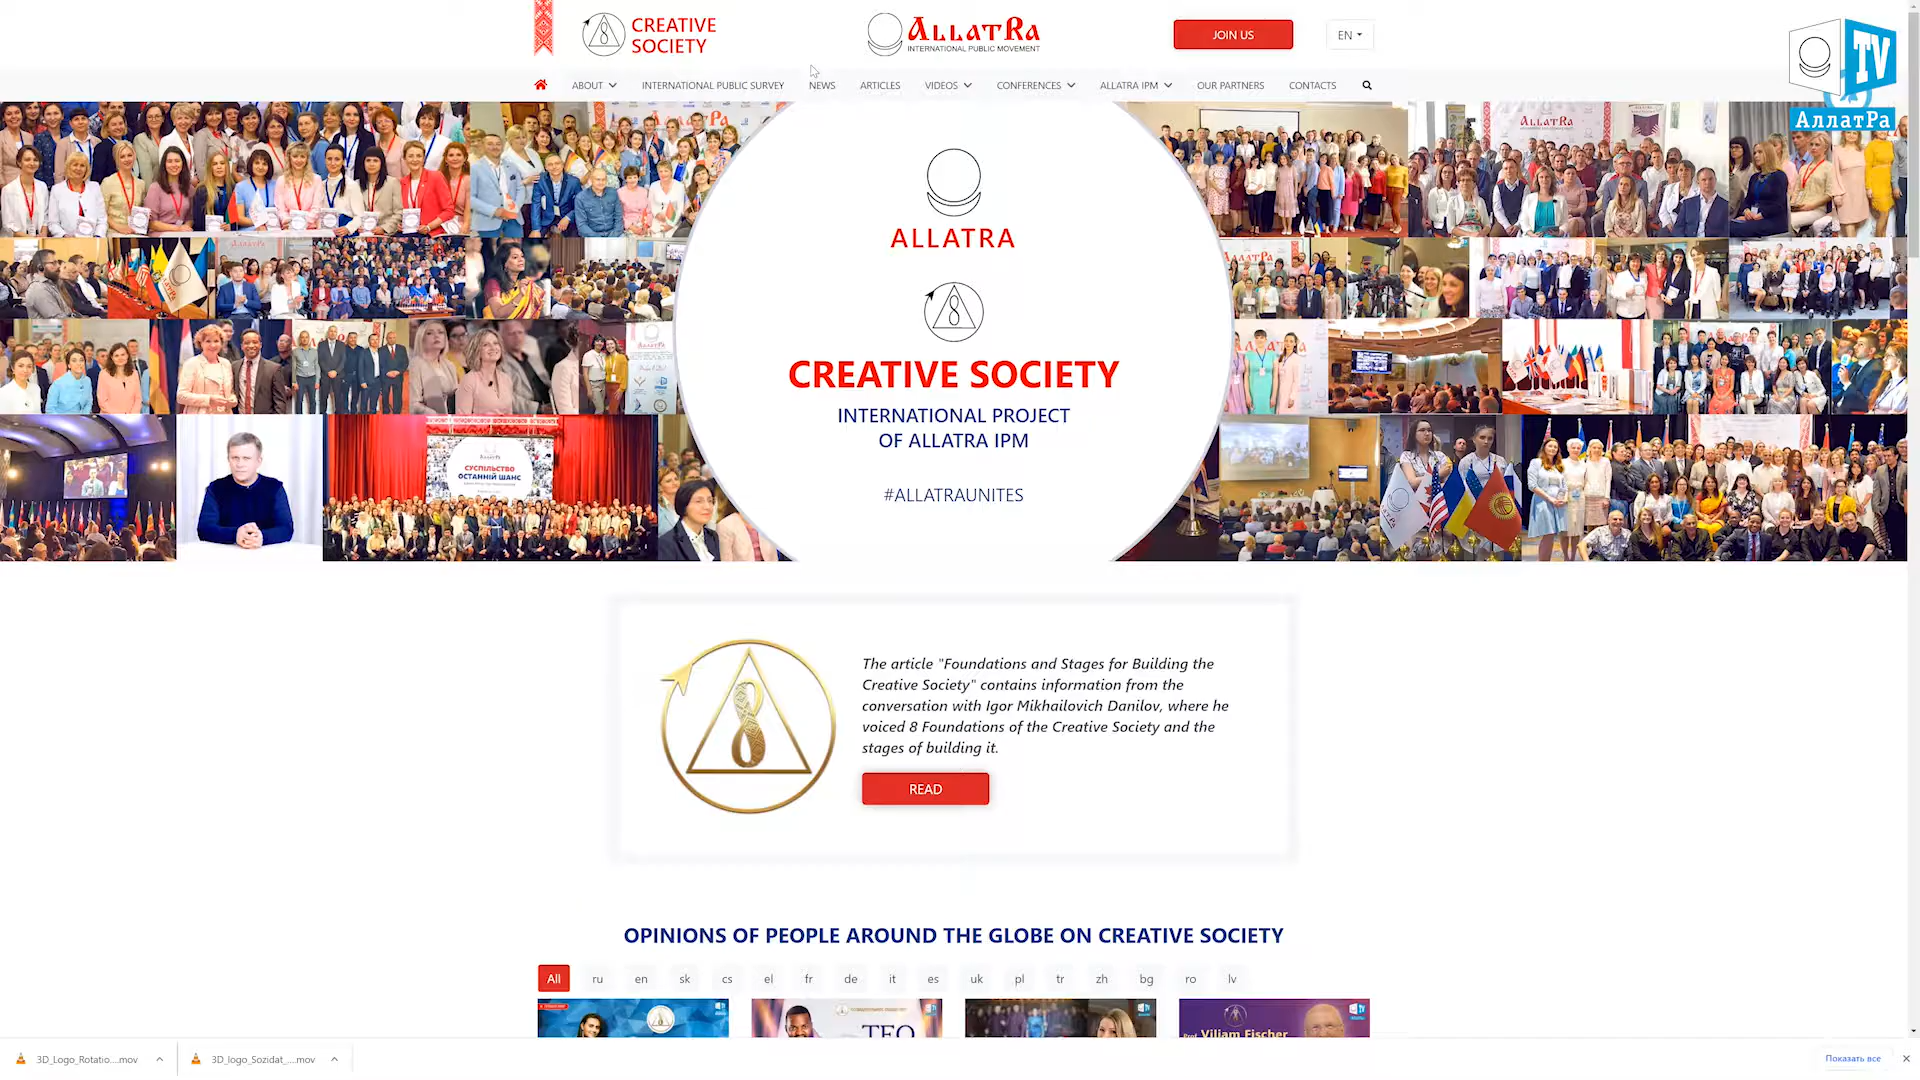 CREATIVE
SOCIETY
ALLATRA
INTERNATIONAL PUBLIC MOVEMENT
JOIN US
EN
TV
АллатРа
ABOUT
INTERNATIONAL PUBLIC SURVEY
NEWS
ARTICLES
VIDEOS
CONFERENCES
ALLATRA IPM
OUR PARTNERS
CONTACTS
ALLATRA
CREATIVE SOCIETY
INTERNATIONAL PROJECT
OF ALLATRA IPM
#ALLATRAUNITES
СУСПІЛЬСТВО
ОСТАННІЙ ШАНС
The article "Foundations and Stages for Building the
Creative Society" contains information from the
conversation with Igor Mikhailovich Danilov, where he
voiced 8 Foundations of the Creative Society and the
stages of building it.
READ
OPINIONS OF PEOPLE AROUND THE GLOBE ON CREATIVE SOCIETY
All ru en sk cs el fr de it es uk pl tr zh bg ro lv
TEO
Prof. Viliam Fischer
3D_Logo_Rotatio....mov
3D_logo_Sozidat_....mov
Показать все